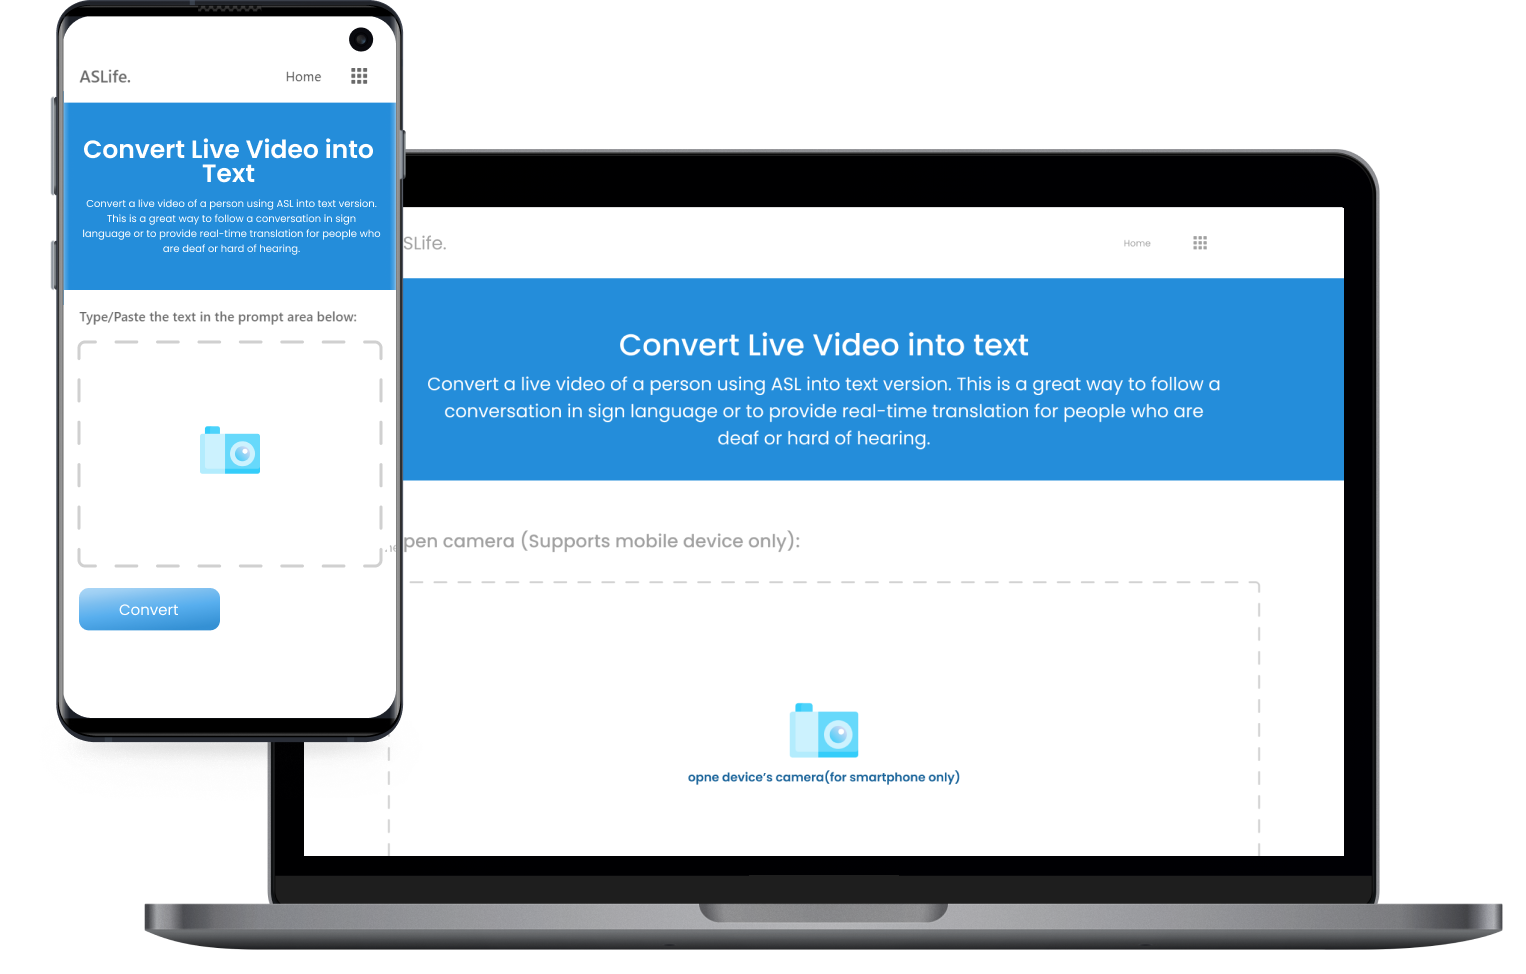 ASLife.
Home
Convert Live Video into
Text
Convert a live video of a person using ASL into text version.
This is a great way to follow a conversation in sign
language or to provide real-time translation for people who
are deaf or hard of hearing.
Type/Paste the text in the prompt area below:
Convert
SLife.
Home
Convert Live Video into text
Convert a live video of a person using ASL into text version. This is a great way to follow a
conversation in sign language or to provide real-time translation for people who are
deaf or hard of hearing.
pen camera (Supports mobile device only):
opne device's camera(for smartphone only)